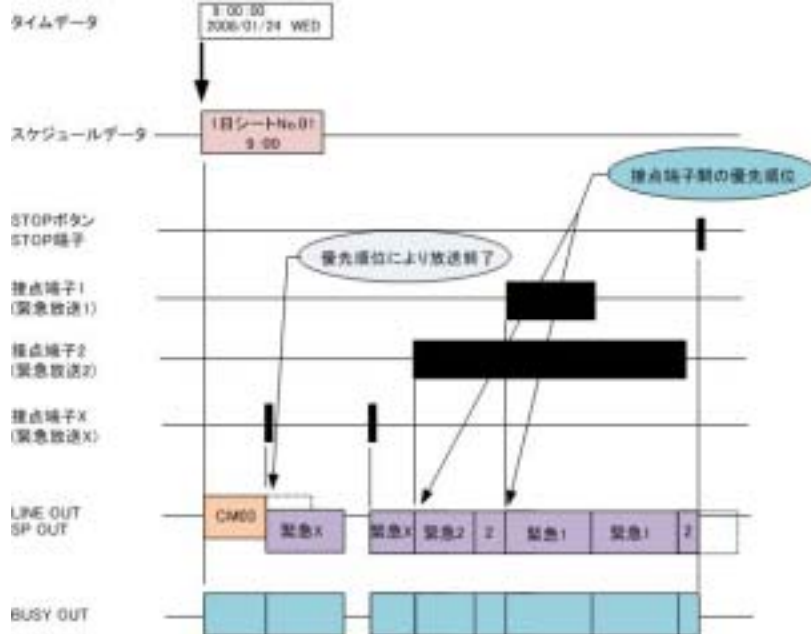 タイムデータ
9:00:00
2008/01/24 WED
スケジュールデータ
1日シートNo.01
9:00
接点端子間の優先順位
STOPボタン
STOP端子
優先順位により放送終了
接点端子1
(緊急放送1)
接点端子2
(緊急放送2)
接点端子X
(緊急放送X)
LINE OUT
SP OUT
CM03
緊急X
緊急X
緊急2
2
緊急1
緊急1
2
BUSY OUT